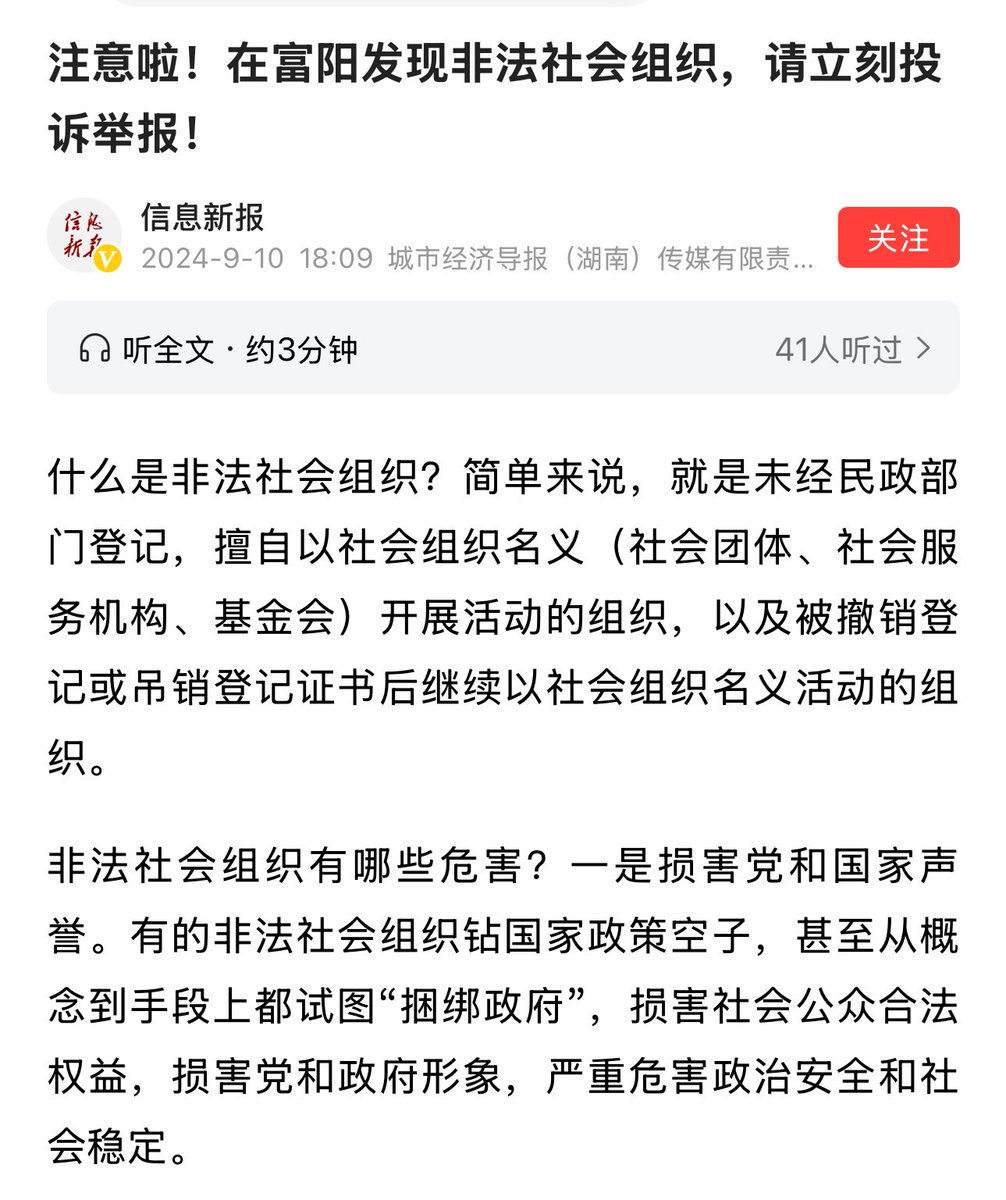 注意啦！在富阳发现非法社会组织，请立刻投
诉举报！
信息新报
信息新报
2024-9-10 18:09 城市经济导报（湖南）传媒有限责...
关注
听全文·约3分钟
41人听过
什么是非法社会组织？简单来说，就是未经民政部
门登记，擅自以社会组织名义（社会团体、社会服
务机构、基金会）开展活动的组织，以及被撤销登
记或吊销登记证书后继续以社会组织名义活动的组
织。
非法社会组织有哪些危害？一是损害党和国家声
誉。有的非法社会组织钻国家政策空子，甚至从概
念到手段上都试图“捆绑政府”，损害社会公众合法
权益，损害党和政府形象，严重危害政治安全和社
会稳定。